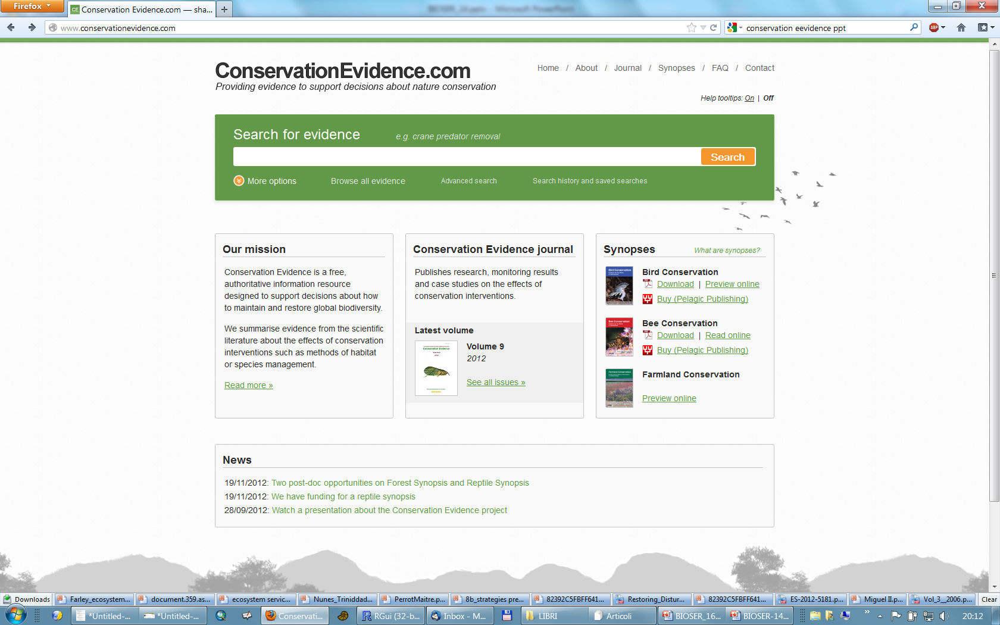 Firefox
Conservation Evidence.com — sha...
www.conservationevidence.com
conservation eevidence ppt
ABP
ConservationEvidence.com
Providing evidence to support decisions about nature conservation
Home / About / Journal / Synopses / FAQ / Contact
Help tooltips: On | Off
Search for evidence
e.g. crane predator removal
Search
More options
Browse all evidence
Advanced search
Search history and saved searches
Our mission
Conservation Evidence is a free,
authoritative information resource
designed to support decisions about how
to maintain and restore global biodiversity.
We summarise evidence from the scientific
literature about the effects of conservation
interventions such as methods of habitat
or species management.
Read more »
Conservation Evidence journal
Publishes research, monitoring results
and case studies on the effects of
conservation interventions.
Latest volume
Conservation Evidence
Volume 9
2012
See all issues »
Synopses
What are synopses?
Bird Conservation
Download | Preview online
Buy (Pelagic Publishing)
Bee Conservation
Download | Read online
Buy (Pelagic Publishing)
Farmland Conservation
Preview online
News
19/11/2012: Two post-doc opportunities on Forest Synopsis and Reptile Synopsis
19/11/2012: We have funding for a reptile synopsis
28/09/2012: Watch a presentation about the Conservation Evidence project
Downloads
Farley_ecosystem...
document.359.as...
ecosystem servic...
Nunes_Triniddad...
PerrotMaitre.p...
8b_strategies pre...
82392C5FBFF641...
Restoring_Distur...
82392C5FBFF641...
ES-2012-5181.p...
Miguel II.p...
Vol_3__2006.p...
Clear
*Untitled-...
*Untitled-...
Conservati...
RGui (32-b...
Inbox - M...
LIBRI
Articoli
BIOSER_16...
BIOSER-14...
20:12